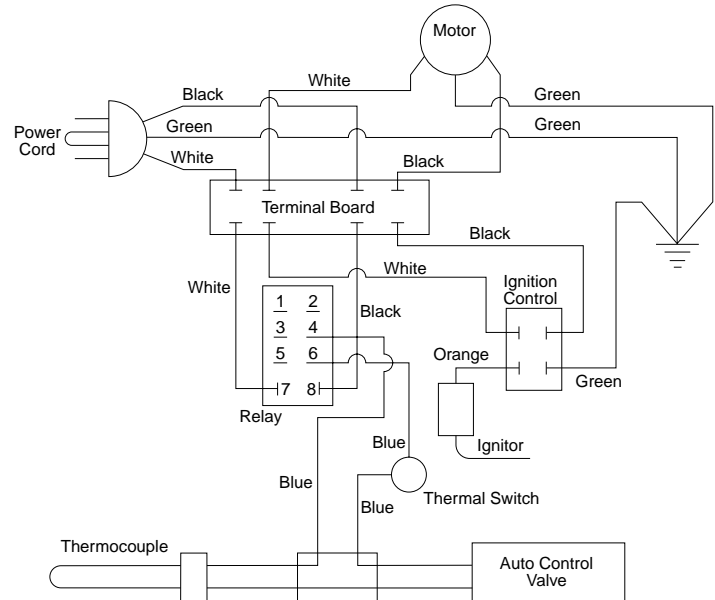 Motor
White
Black
Green
Power
Cord
Green
Green
White
Black
Terminal Board
Black
White
White
Ignition
Control
1 2
3 4
5 6
7 8
Black
Relay
Orange
Green
Ignitor
Blue
Blue
Thermal Switch
Blue
Thermocouple
Auto Control
Valve